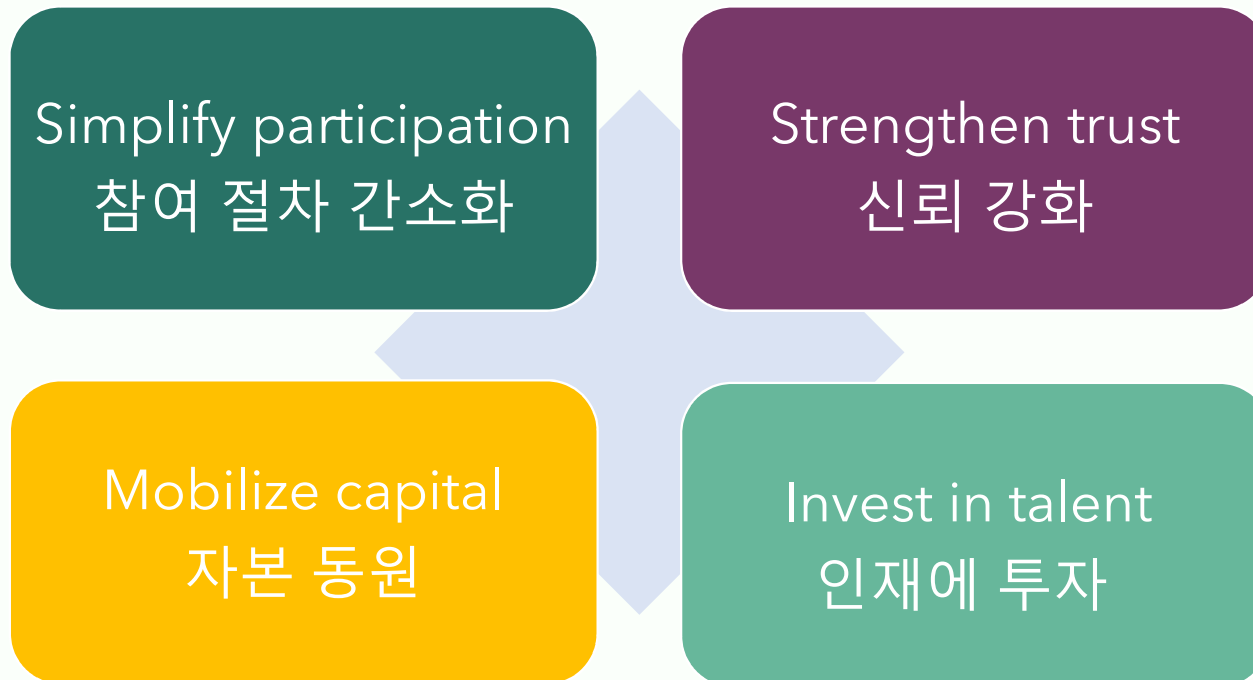 Simplify participation
참여 절차 간소화
Strengthen trust
신뢰 강화
Mobilize capital
자본 동원
Invest in talent
인재에 투자